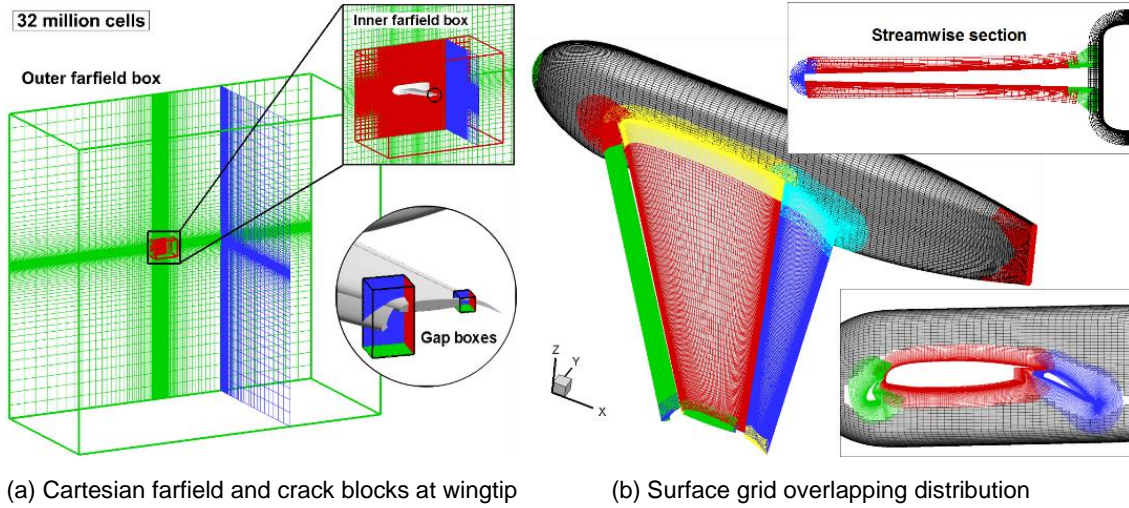 32 million cells
Inner farfield box
Outer farfield box
Gap boxes
Streamwise section
Z
Y
X
(a) Cartesian farfield and crack blocks at wingtip
(b) Surface grid overlapping distribution